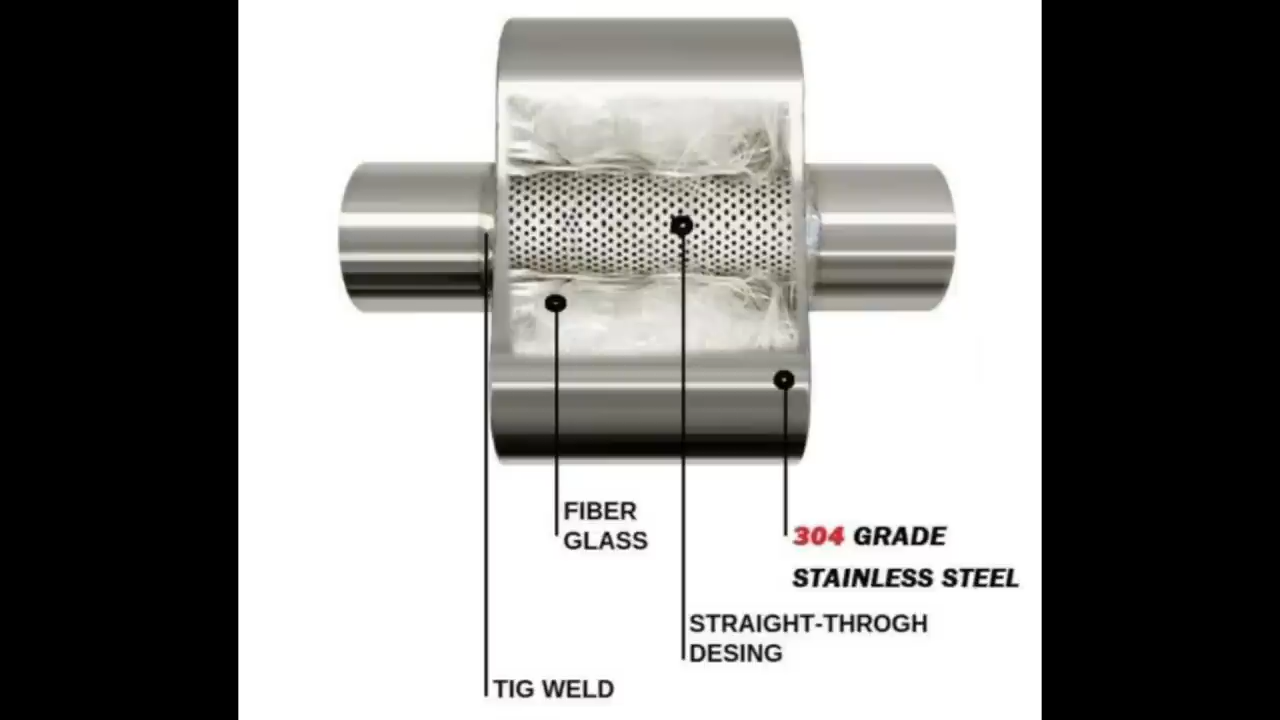 FIBER
GLASS
304 GRADE
STAINLESS STEEL
STRAIGHT-THROGH
DESING
TIG WELD